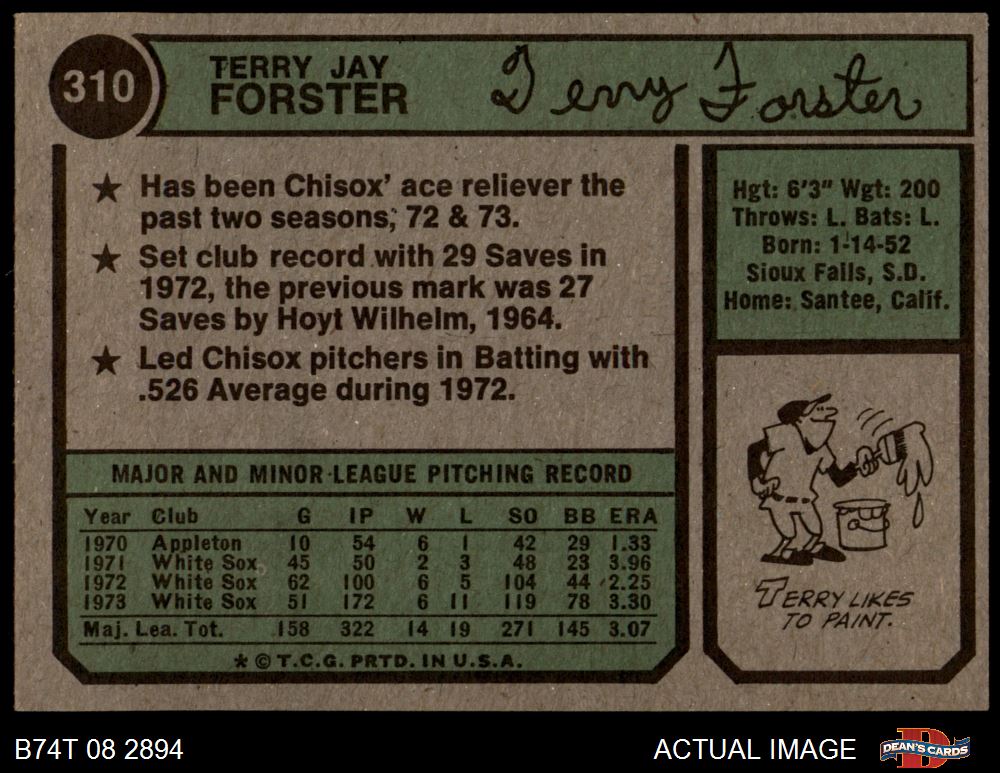 310
TERRY JAY
FORSTER
Terry Forster
★ Has been Chisox' ace reliever the
past two seasons, 72 & 73.
★ Set club record with 29 Saves in
1972, the previous mark was 27
Saves by Hoyt Wilhelm, 1964.
★ Led Chisox pitchers in Batting with
.526 Average during 1972.
Hgt: 6'3" Wgt: 200
Throws: L. Bats: L.
Born: 1-14-52
Sioux Falls, S.D.
Home: Santee, Calif.
MAJOR AND MINOR LEAGUE PITCHING RECORD
Year Club G IP W L SO BB ERA
1970 Appleton 10 54 6 1 42 29 1.33
1971 White Sox 45 50 2 3 48 23 3.96
1972 White Sox 62 100 6 5 104 44 2.25
1973 White Sox 51 172 6 11 119 78 3.30
Maj. Lea. Tot. 158 322 14 19 271 145 3.07
* © T.C.G. PRTD. IN U.S.A.
TERRY LIKES
TO PAINT.
B74T 08 2894
ACTUAL IMAGE
DEAN'S CARDS